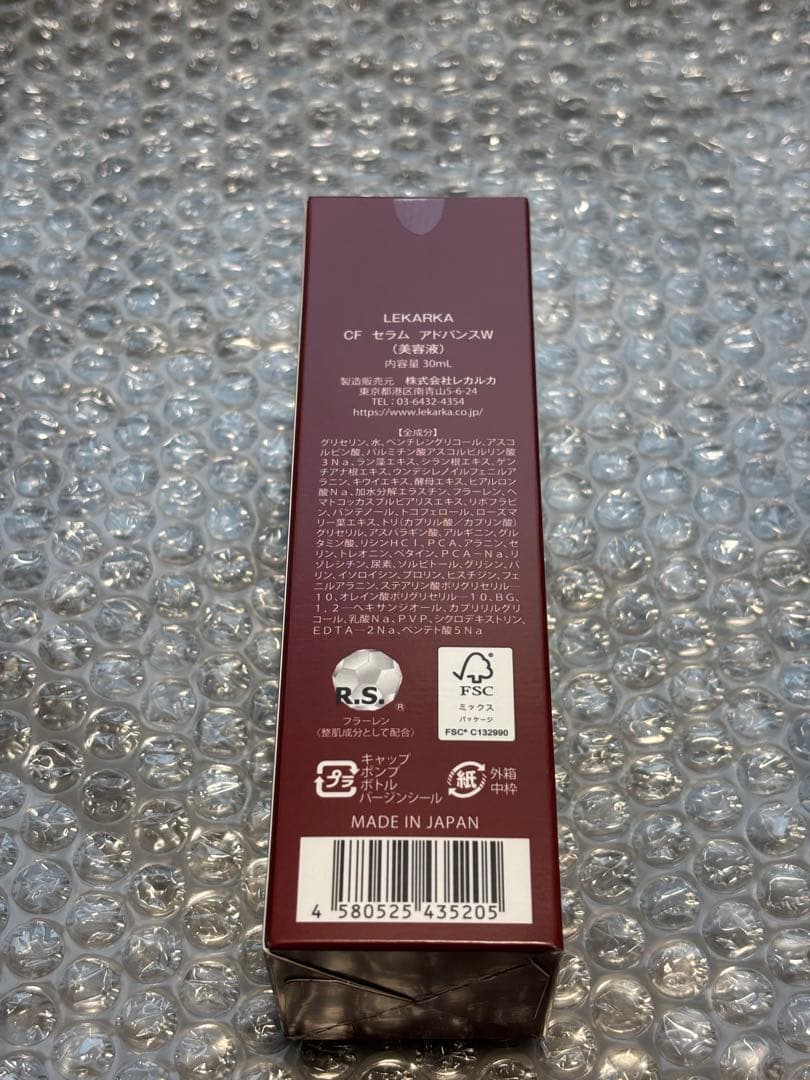 LEKARKA
CF セラム アドバンスW
（美容液）
内容量 30mL
製造販売元 株式会社レカルカ
東京都港区南青山5-6-24
TEL：03-6432-4354
https://www.lekarka.co.jp/
【全成分】
グリセリン、水、ペンチレングリコール、アスコ
ルビン酸、パルミチン酸アスコルビルリン酸
３Ｎａ、ラン藻エキス、シラン根エキス、ゲン
チアナ根エキス、ウンデシレノイルフェニルア
ラニン、キウイエキス、酵母エキス、ヒアルロン
酸Ｎａ、加水分解エラスチン、フラーレン、ヘ
マトコッカスプルビアリスエキス、リボフラビ
ン、パンテノール、トコフェロール、ローズマ
リー葉エキス、トリ（カプリル酸／カプリン酸）
グリセリル、アスパラギン酸、アルギニン、グル
タミン酸、リシンＨＣｌ、ＰＣＡ、アラニン、セ
リン、トレオニン、ベタイン、ＰＣＡ－Ｎａ、リ
ゾレシチン、尿素、ソルビトール、グリシン、バ
リン、イソロイシン、プロリン、ヒスチジン、フェ
ニルアラニン、ステアリン酸ポリグリセリル－
１０、オレイン酸ポリグリセリル－１０、ＢＧ、
１，２－ヘキサンジオール、カプリリルグリ
コール、乳酸Ｎａ、ＰＶＰ、シクロデキストリン、
ＥＤＴＡ－２Ｎａ、ペンテト酸５Ｎａ
R.S.®
フラーレン
〈整肌成分として配合〉
FSC
ミックス
パッケージ
FSC® C132990
プラ
キャップ
ポンプ
ボトル
バージンシール
紙
外箱
中枠
MADE IN JAPAN
4 580525 435205